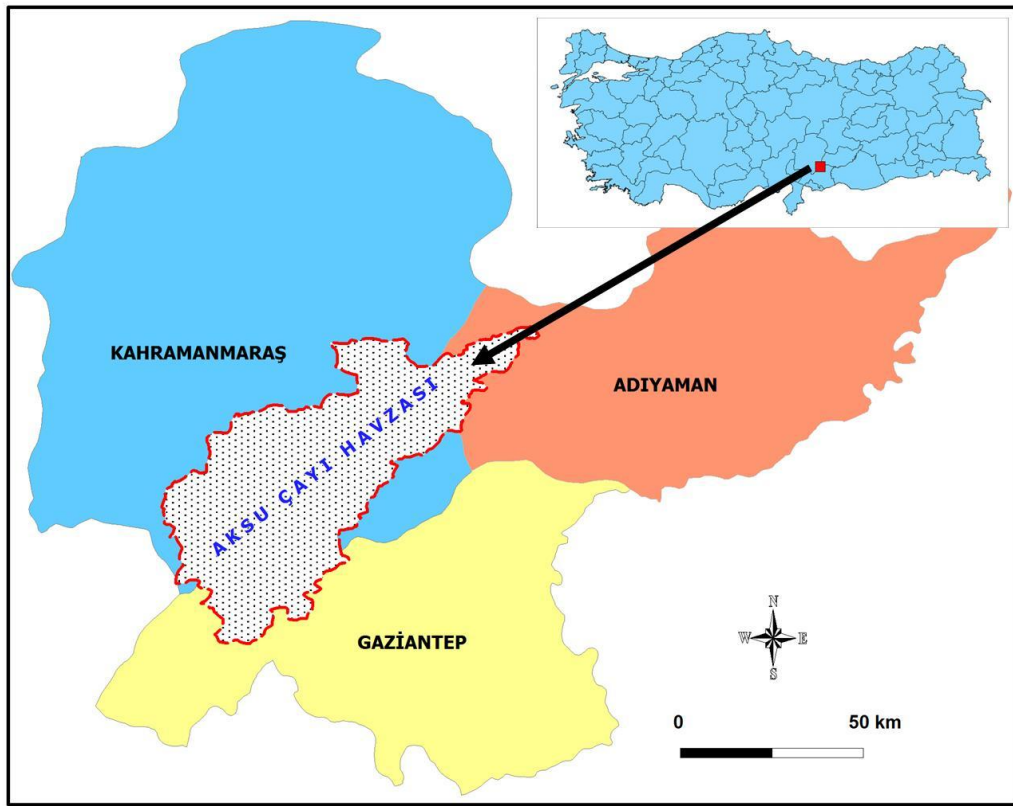 KAHRAMANMARAŞ
ADIYAMAN
AKSU ÇAYI HAVZASI
GAZİANTEP
N
W E
S
0 50 km